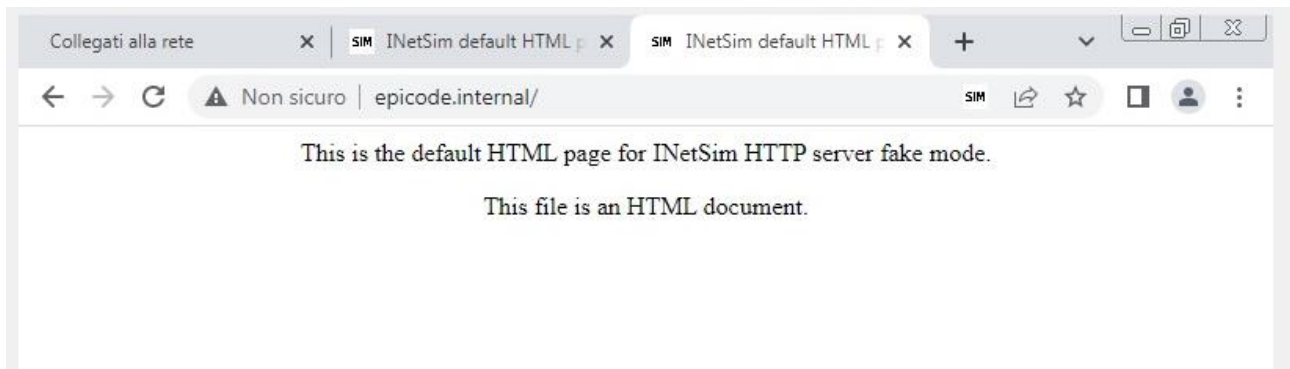 Collegati alla rete
SIM INetSim default HTML p
SIM INetSim default HTML p
Non sicuro | epicode.internal/
SIM
This is the default HTML page for INetSim HTTP server fake mode.
This file is an HTML document.